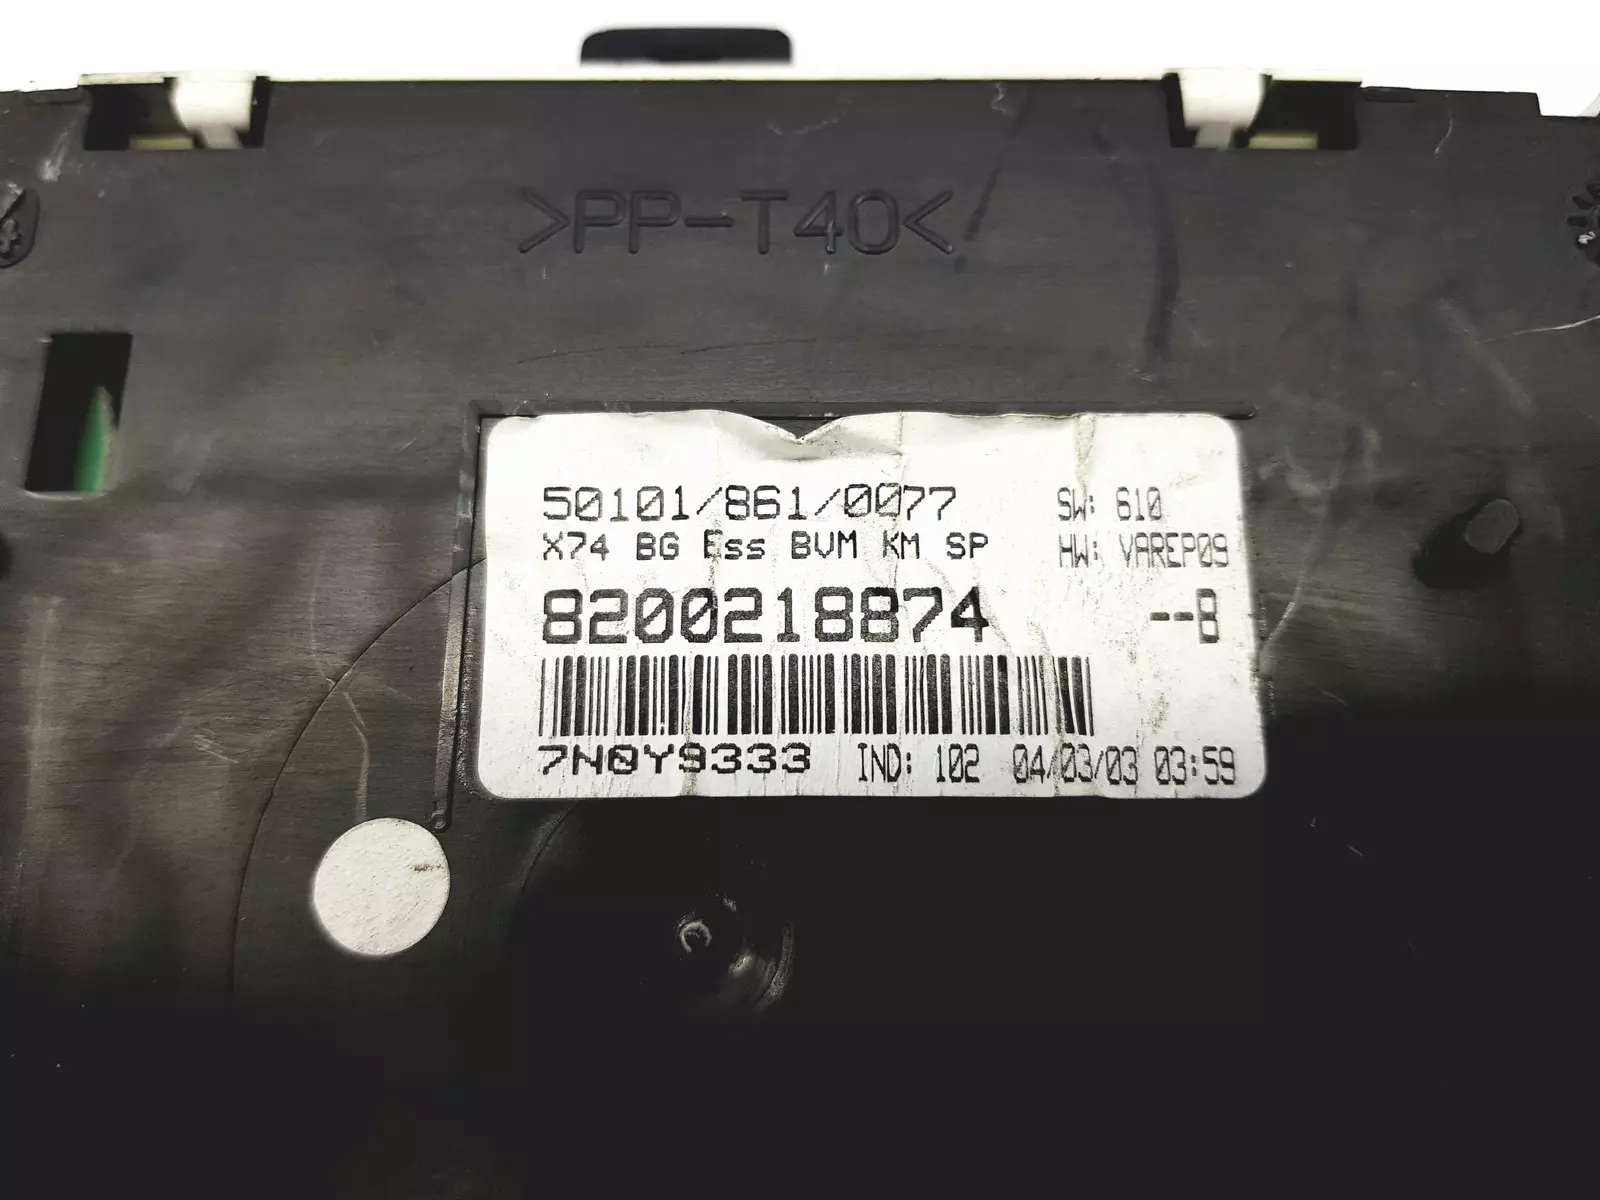 >PP-T40<
4
50101/861/0077 SW: 610
X74 BG Ess BVM KM SP HW: VAREP09
8200218874 --B
7N0Y9333 IND: 102 04/03/03 03:59